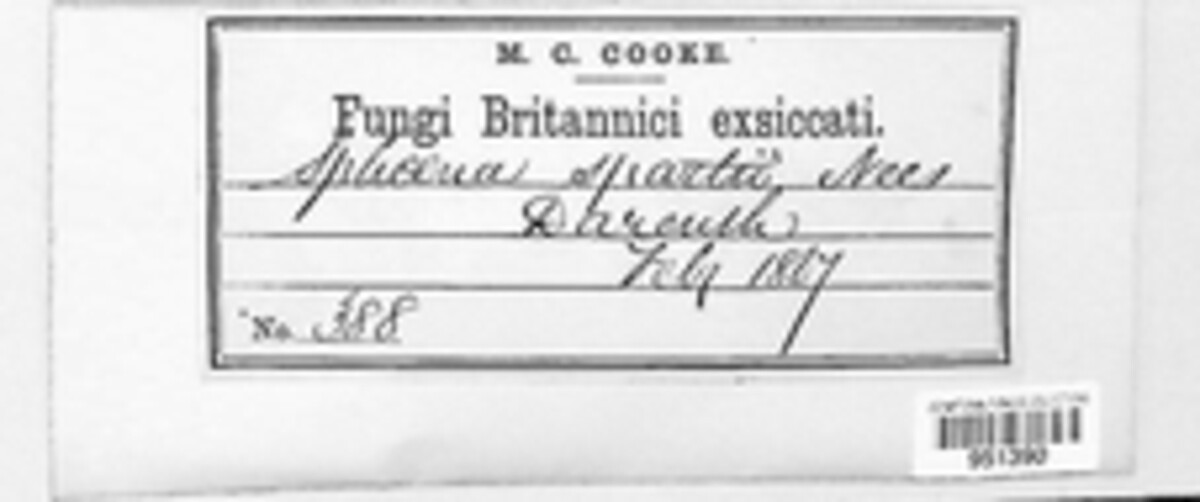 M. C. COOKE.
Fungi Britannici exsiccati.
Sphaeria spartii, Nees
Darenth
Feby 1867
No. 388
951390